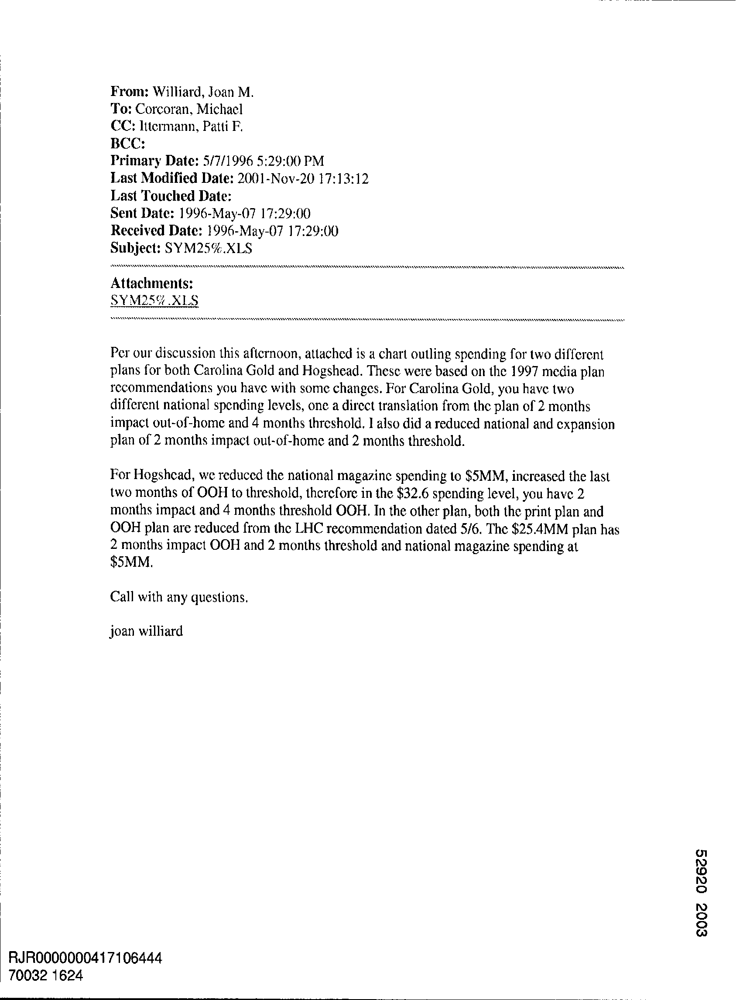 From: Williard, Joan M.
To: Corcoran, Michael
CC: Ittermann, Patti F.
BCC:
Primary Date: 5/7/1996 5:29:00 PM
Last Modified Date: 2001-Nov-20 17:13:12
Last Touched Date:
Sent Date: 1996-May-07 17:29:00
Received Date: 1996-May-07 17:29:00
Subject: SYM25%.XLS
Attachments:
SYM25%.XLS
Per our discussion this afternoon, attached is a chart outling spending for two different
plans for both Carolina Gold and Hogshead. These were based on the 1997 media plan
recommendations you have with some changes. For Carolina Gold, you have two
different national spending levels, one a direct translation from the plan of 2 months
impact out-of-home and 4 months threshold. I also did a reduced national and expansion
plan of 2 months impact out-of-home and 2 months threshold.
For Hogshead, we reduced the national magazine spending to $5MM, increased the last
two months of OOH to threshold, therefore in the $32.6 spending level, you have 2
months impact and 4 months threshold OOH. In the other plan, both the print plan and
OOH plan are reduced from the LHC recommendation dated 5/6. The $25.4MM plan has
2 months impact OOH and 2 months threshold and national magazine spending at
$5MM.
Call with any questions.
joan williard
52920 2003
RJR0000000417106444
70032 1624